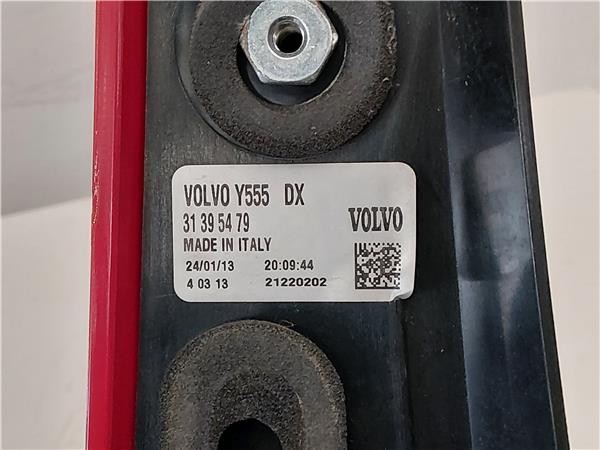 VOLVO Y555 DX
31 39 54 79 VOLVO
MADE IN ITALY
24/01/13 20:09:44
4 03 13 21220202